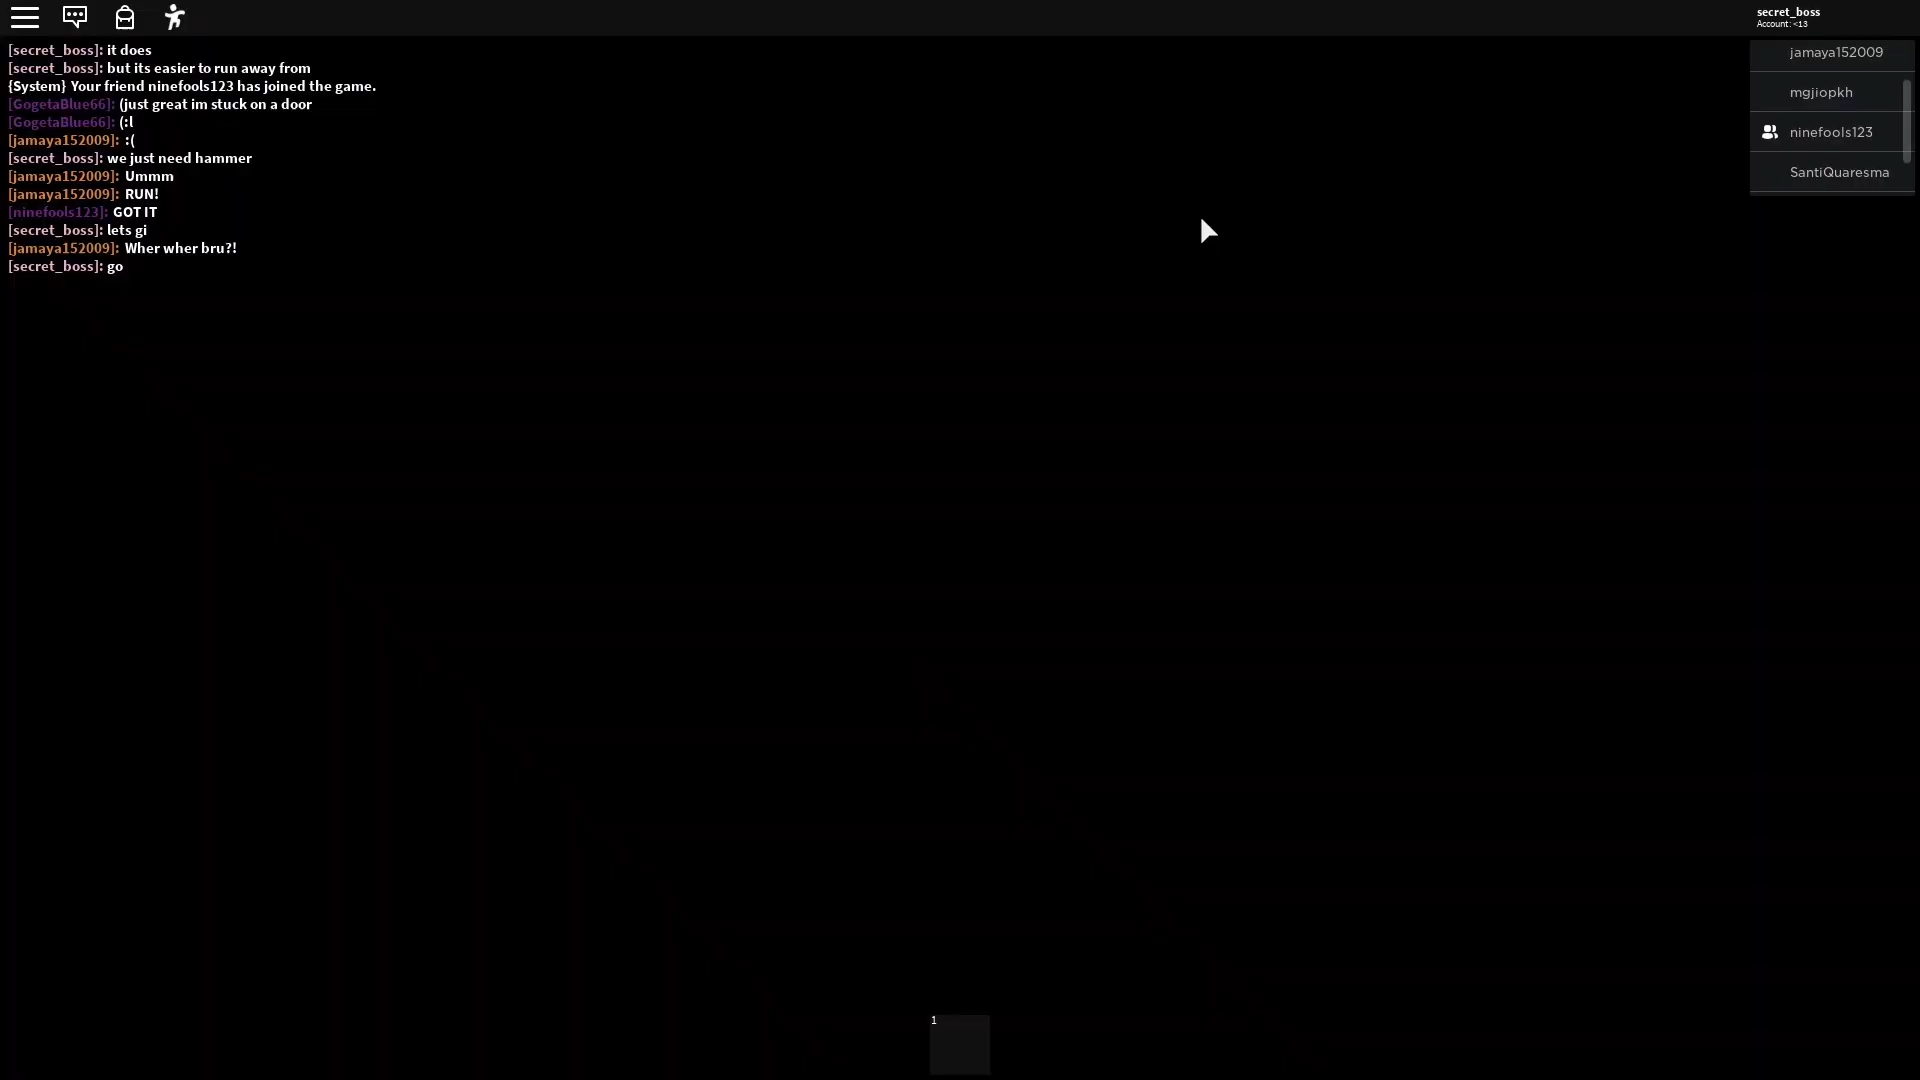 secret_boss
Account: <13
[secret_boss]: it does
[secret_boss]: but its easier to run away from
{System} Your friend ninefools123 has joined the game.
[GogetaBlue66]: (just great im stuck on a door
[GogetaBlue66]: (:l
[jamaya152009]: :(
[secret_boss]: we just need hammer
[jamaya152009]: Ummm
[jamaya152009]: RUN!
[ninefools123]: GOT IT
[secret_boss]: lets gi
[jamaya152009]: Wher wher bru?!
[secret_boss]: go
jamaya152009
mgjiopkh
ninefools123
SantiQuaresma
1